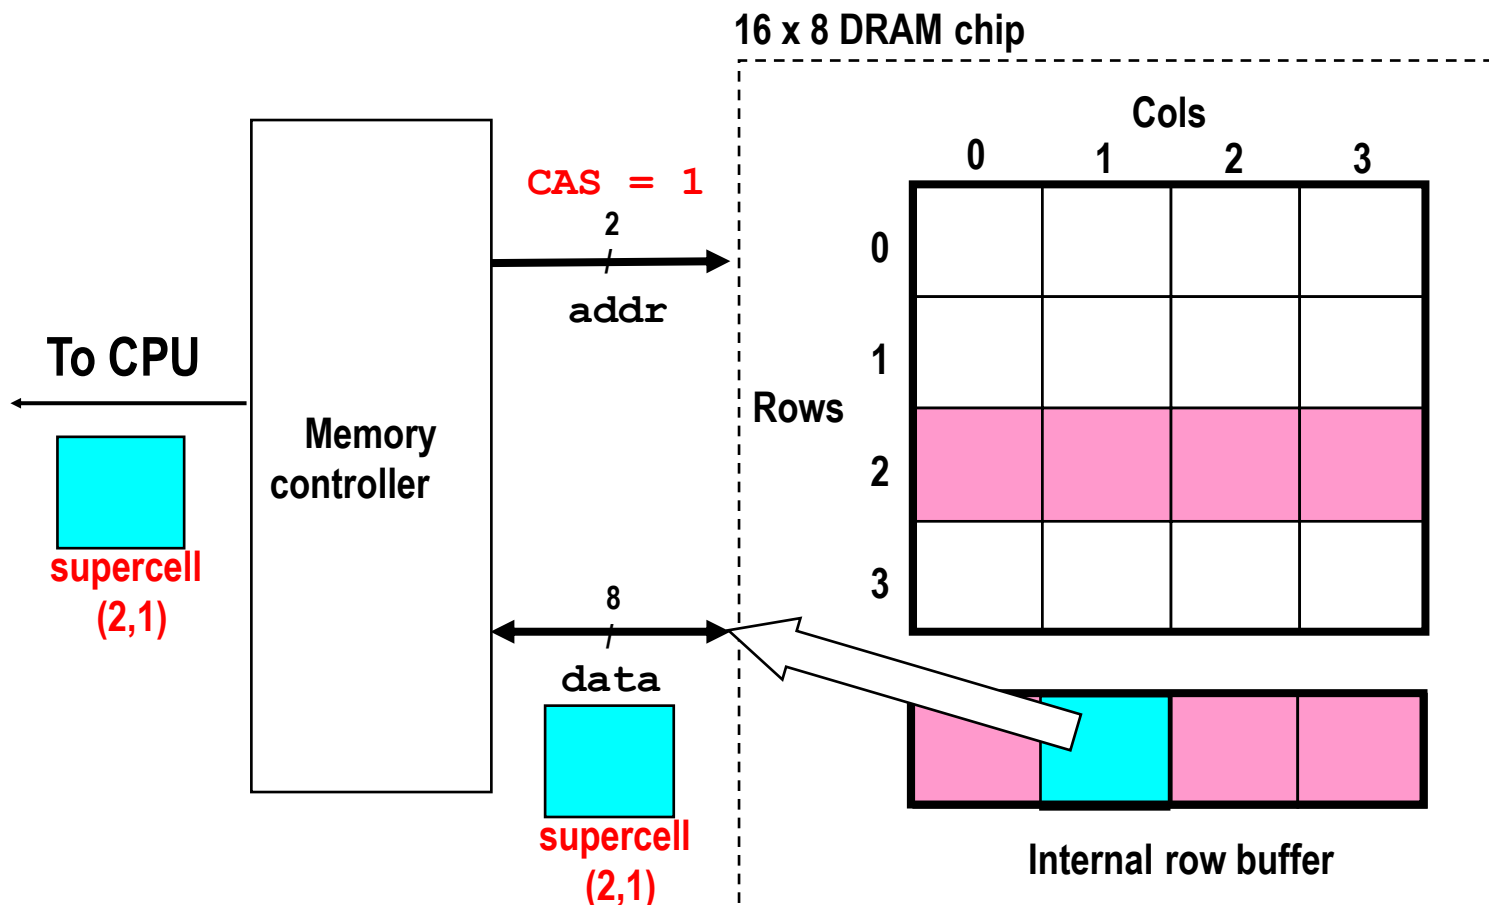 16 x 8 DRAM chip
Cols
0 1 2 3
CAS = 1
2
addr
0
1
Rows
2
3
To CPU
Memory
controller
supercell
(2,1)
8
data
supercell
(2,1)
Internal row buffer